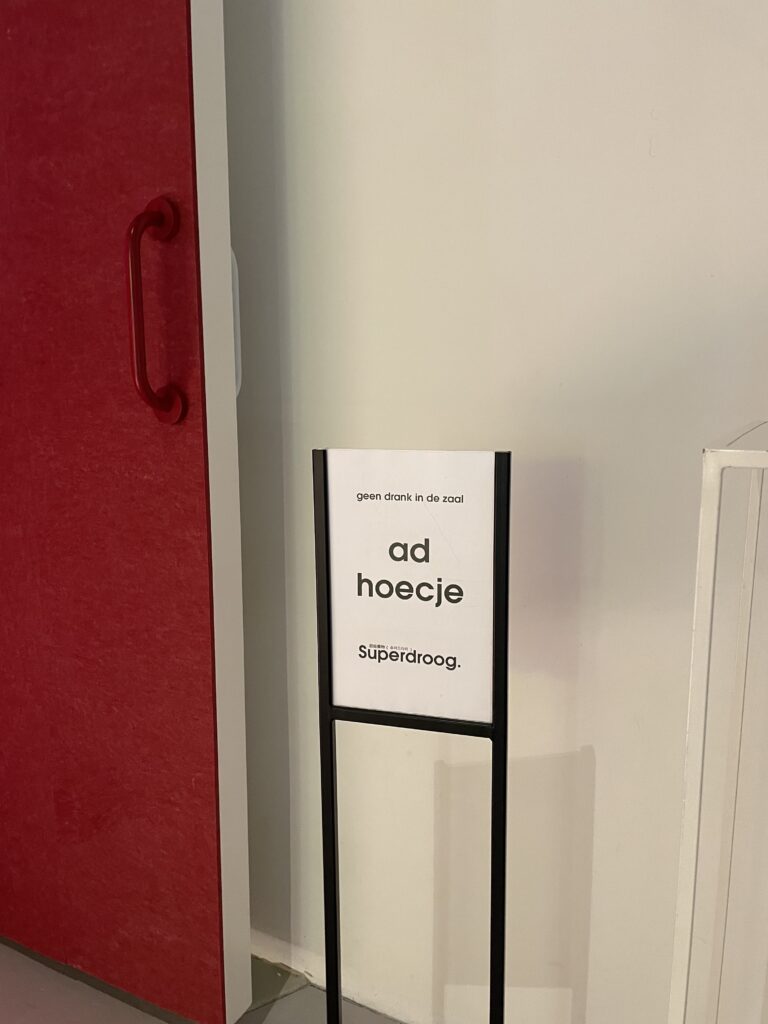 geen drank in de zaal
ad
hoecje
Superdroog.